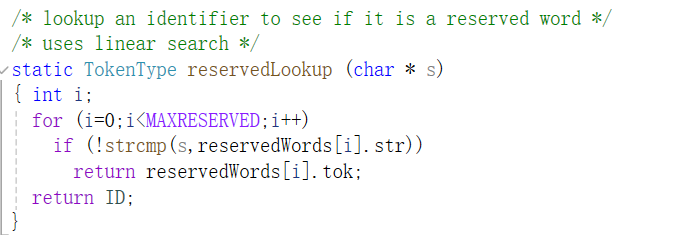 /* lookup an identifier to see if it is a reserved word */
/* uses linear search */
static TokenType reservedLookup (char * s)
{ int i;
for (i=0;i<MAXRESERVED;i++)
if (!strcmp(s,reservedWords[i].str))
return reservedWords[i].tok;
return ID;
}